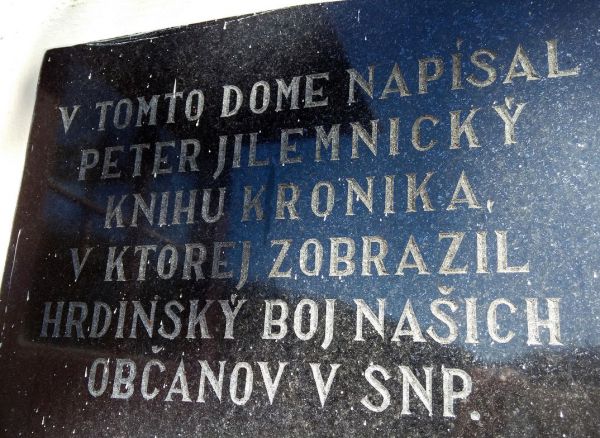 V TOMTO DOME NAPÍSAL
PETER JILEMNICKÝ
KNIHU KRONIKA,
V KTOREJ ZOBRAZIL
HRDINSKÝ BOJ NAŠICH
OBČANOV V SNP.